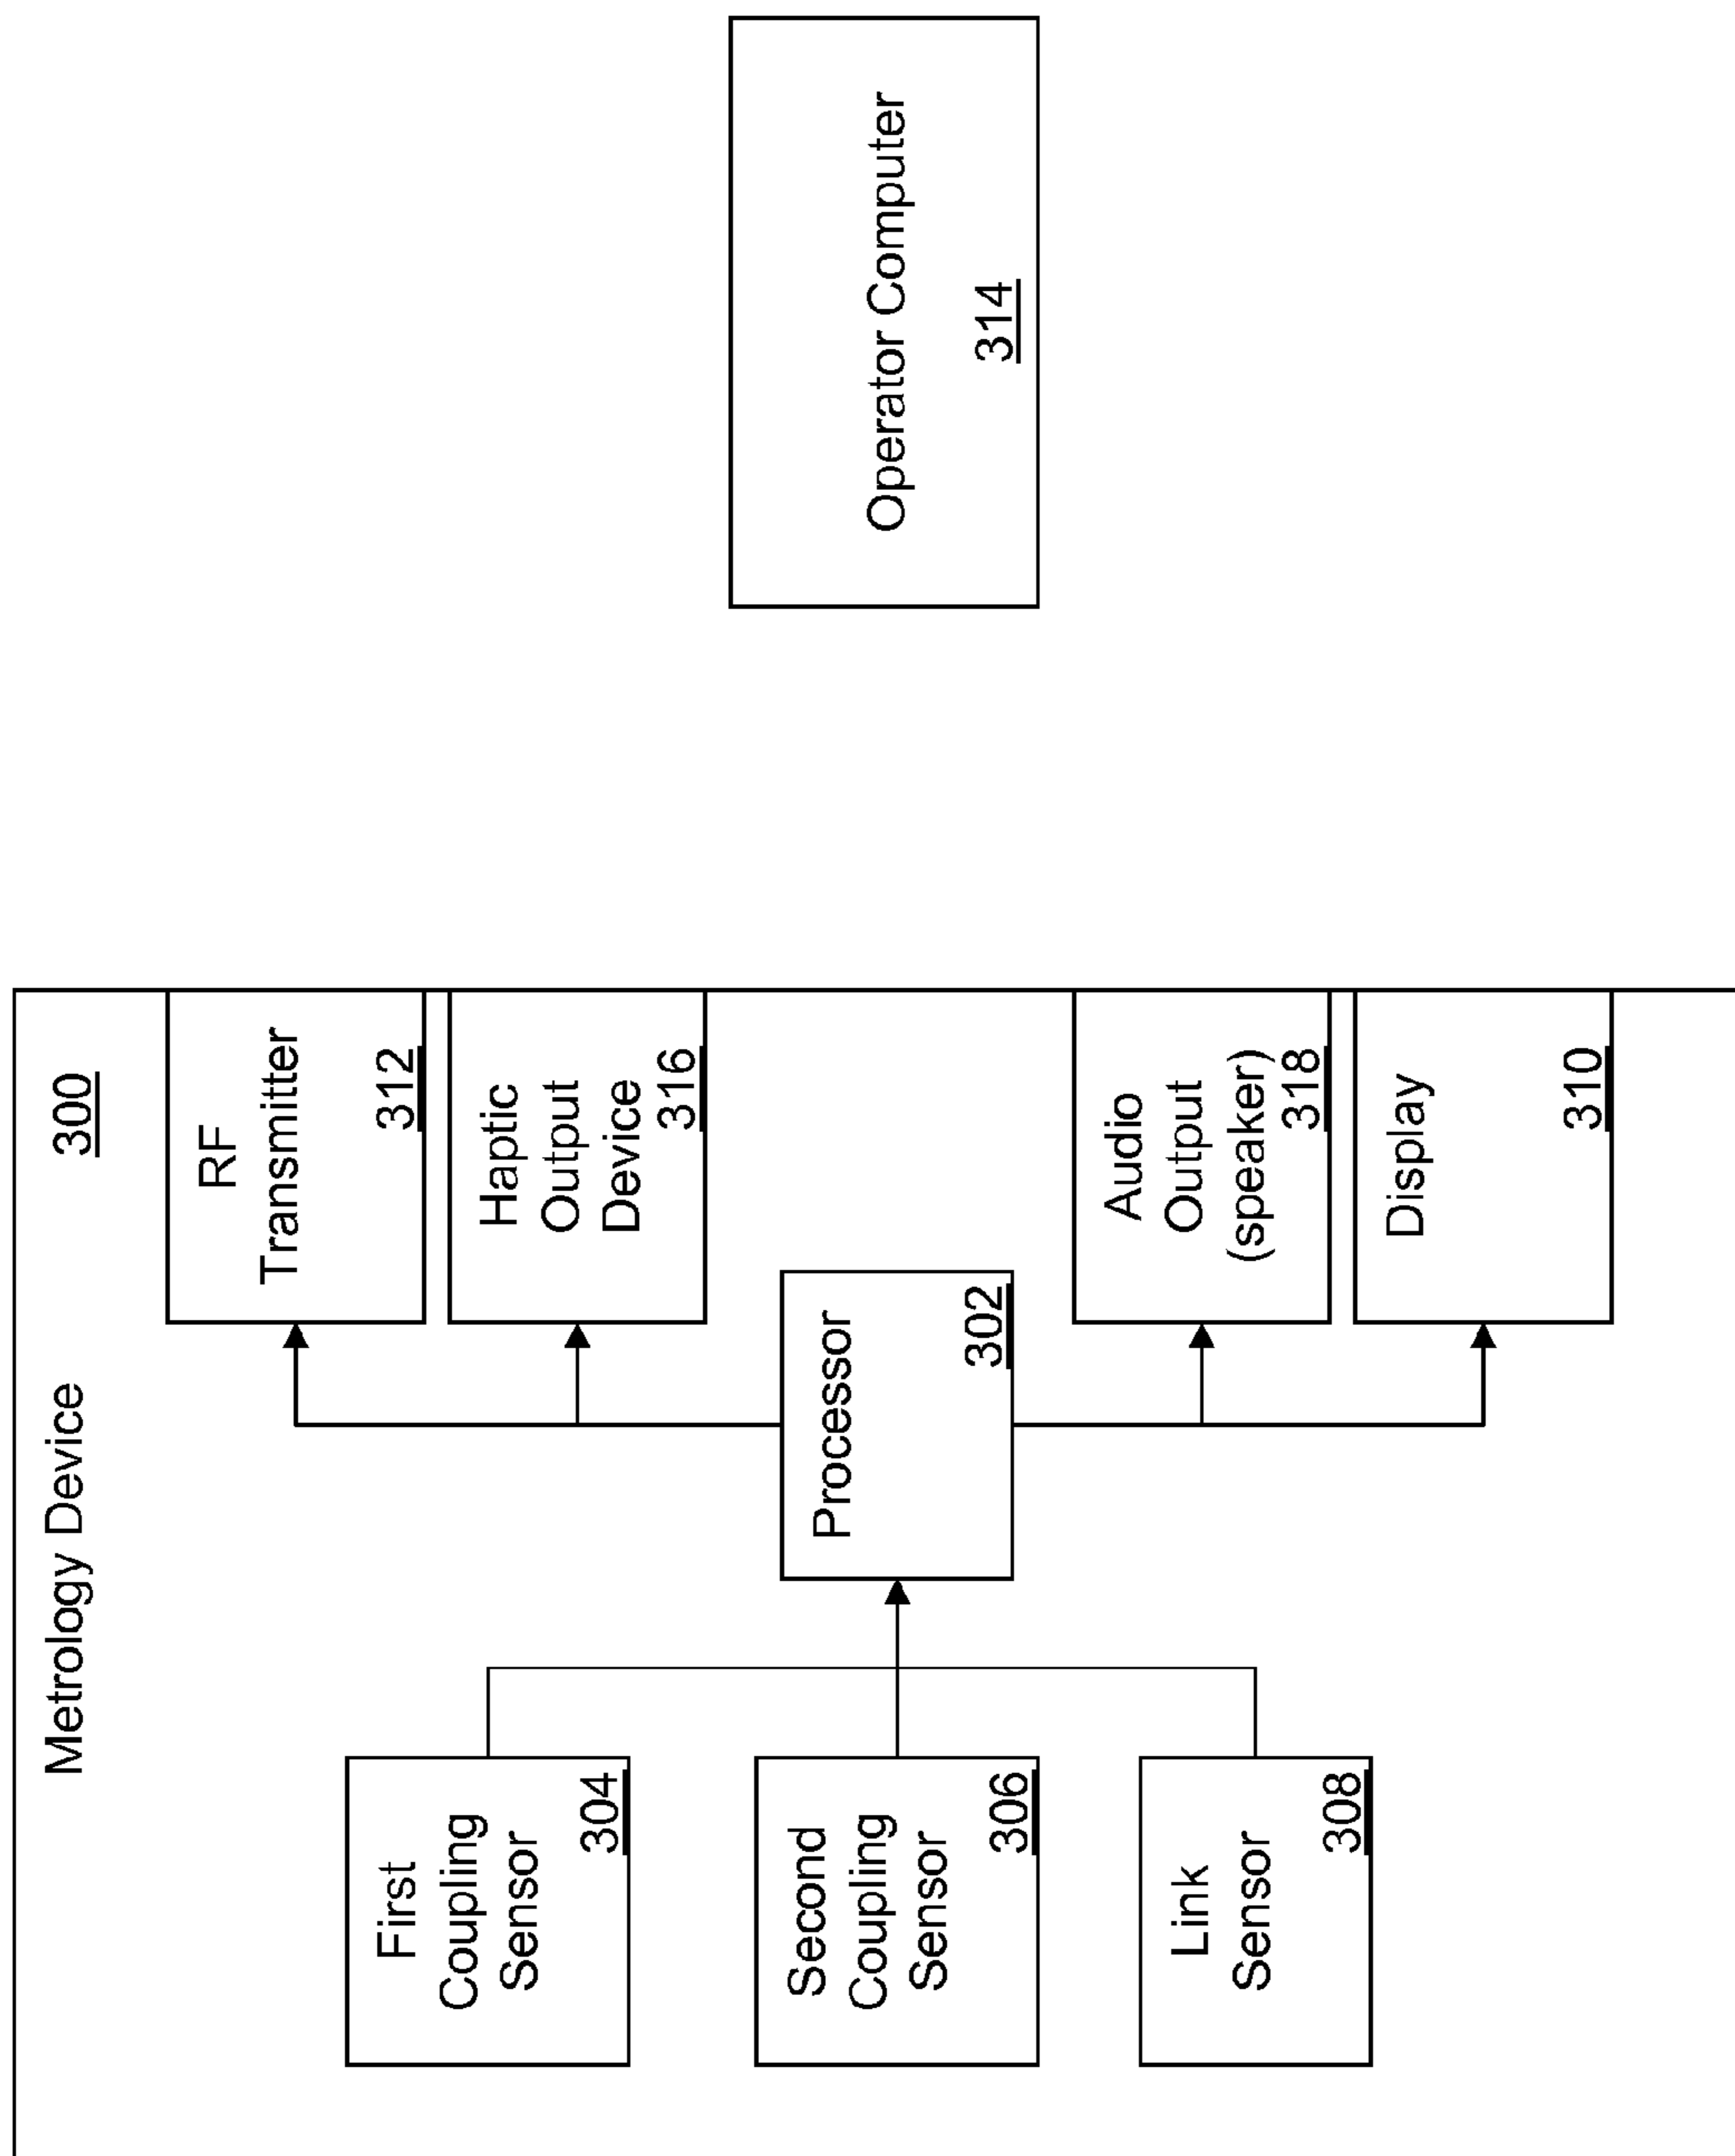 Metrology Device
300
First
Coupling
Sensor
304
Second
Coupling
Sensor
306
Link
Sensor
308
Processor
302
RF
Transmitter
312
Haptic
Output
Device
316
Audio
Output
(speaker)
318
Display
310
Operator Computer
314